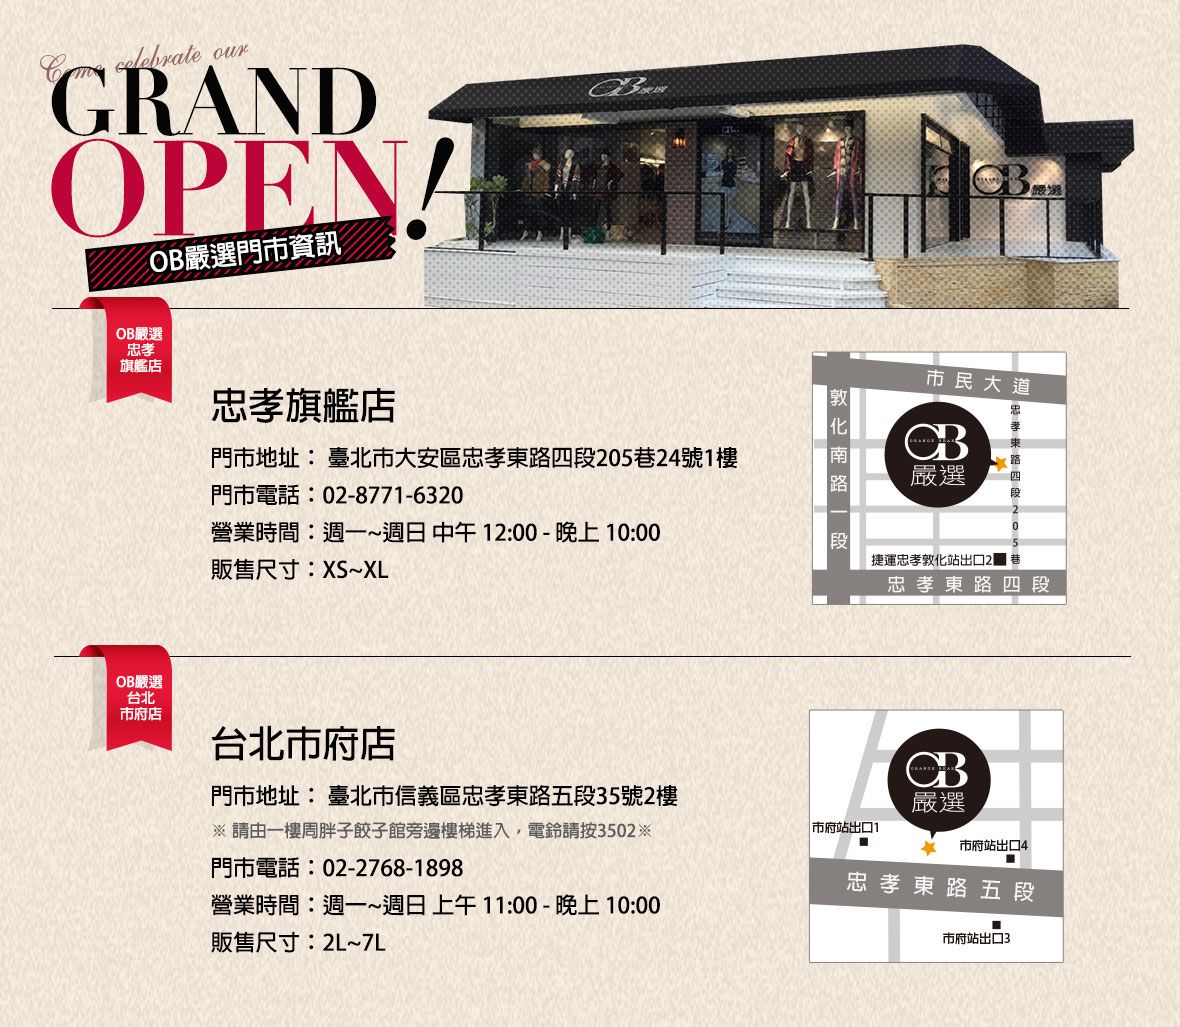 Come celebrate our
GRAND
OPEN!
OB嚴選門市資訊
OB嚴選
OB嚴選
OB嚴選
忠孝
旗艦店
忠孝旗艦店
門市地址： 臺北市大安區忠孝東路四段205巷24號1樓
門市電話：02-8771-6320
營業時間：週一~週日 中午 12:00 - 晚上 10:00
販售尺寸：XS~XL
市民大道
敦化南路一段
忠孝東路四段205巷
OB
ORANGE BEAR
嚴選
捷運忠孝敦化站出口2
忠孝東路四段
OB嚴選
台北
市府店
台北市府店
門市地址： 臺北市信義區忠孝東路五段35號2樓
※ 請由一樓周胖子餃子館旁邊樓梯進入，電鈴請按3502※
門市電話：02-2768-1898
營業時間：週一~週日 上午 11:00 - 晚上 10:00
販售尺寸：2L~7L
OB
ORANGE BEAR
嚴選
市府站出口1
市府站出口4
忠孝東路五段
市府站出口3